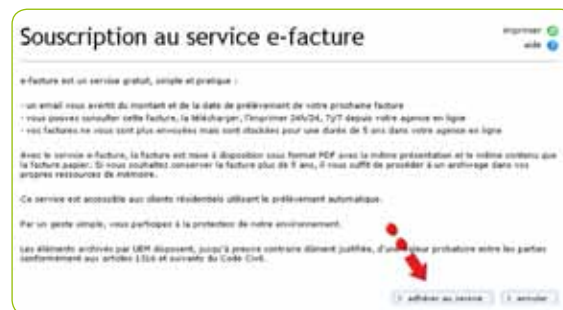 Souscription au service e-facture
imprimer
aide
e-facture est un service gratuit, simple et pratique :
- un email vous avertit du montant et de la date de prélèvement de votre prochaine facture
- vous pouvez consulter cette facture, la télécharger, l'imprimer 24h/24, 7j/7 depuis votre agence en ligne
- vos factures ne vous sont plus envoyées mais sont stockées pour une durée de 5 ans dans votre agence en ligne
Avec le service e-facture, la facture est mise à disposition sous format PDF avec la même présentation et le même contenu que
la facture papier. Si vous souhaitez conserver la facture plus de 5 ans, il vous suffit de procéder à un archivage dans vos
propres ressources de mémoire.
Ce service est accessible aux clients résidentiels utilisant le prélèvement automatique.
Par un geste simple, vous participez à la protection de notre environnement.
Les éléments archivés par UEM disposent, jusqu'à preuve contraire dûment justifiée, d'une valeur probatoire entre les parties
conformément aux articles 1316 et suivants du Code Civil.
adhérer au service
annuler